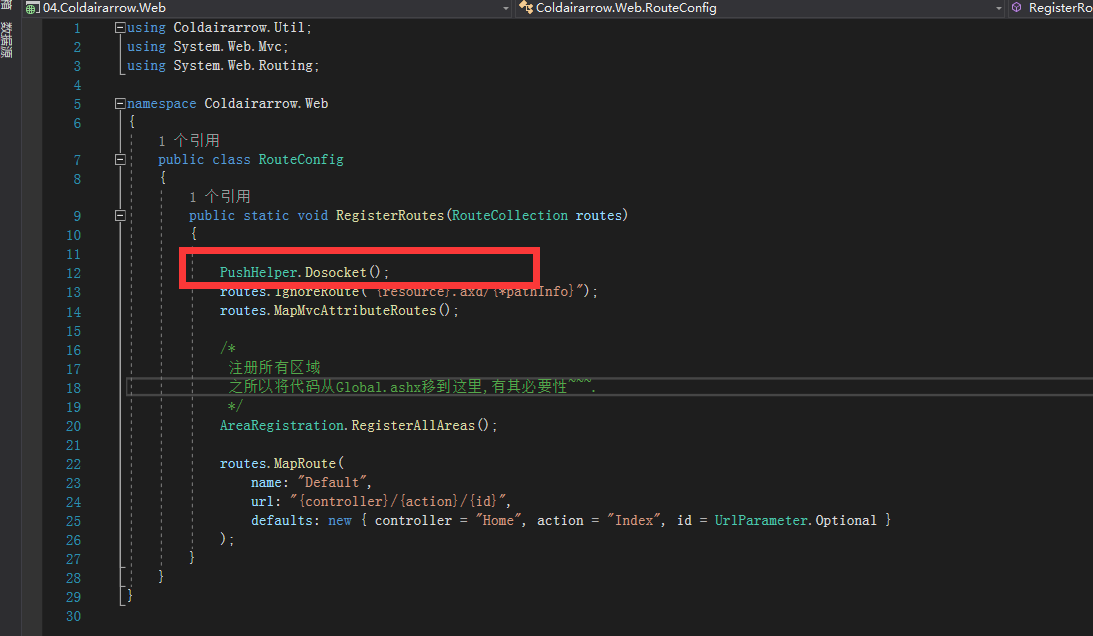 04.Coldairarrow.Web Coldairarrow.Web.RouteConfig RegisterRo
数据源
1 using Coldairarrow.Util;
2 using System.Web.Mvc;
3 using System.Web.Routing;
4
5 namespace Coldairarrow.Web
6 {
1 个引用
7 public class RouteConfig
8 {
1 个引用
9 public static void RegisterRoutes(RouteCollection routes)
10 {
11
12 PushHelper.Dosocket();
13 routes.IgnoreRoute("{resource}.axd/{*pathInfo}");
14 routes.MapMvcAttributeRoutes();
15
16 /*
17 注册所有区域
18 之所以将代码从Global.ashx移到这里,有其必要性~~~.
19 */
20 AreaRegistration.RegisterAllAreas();
21
22 routes.MapRoute(
23 name: "Default",
24 url: "{controller}/{action}/{id}",
25 defaults: new { controller = "Home", action = "Index", id = UrlParameter.Optional }
26 );
27 }
28 }
29 }
30